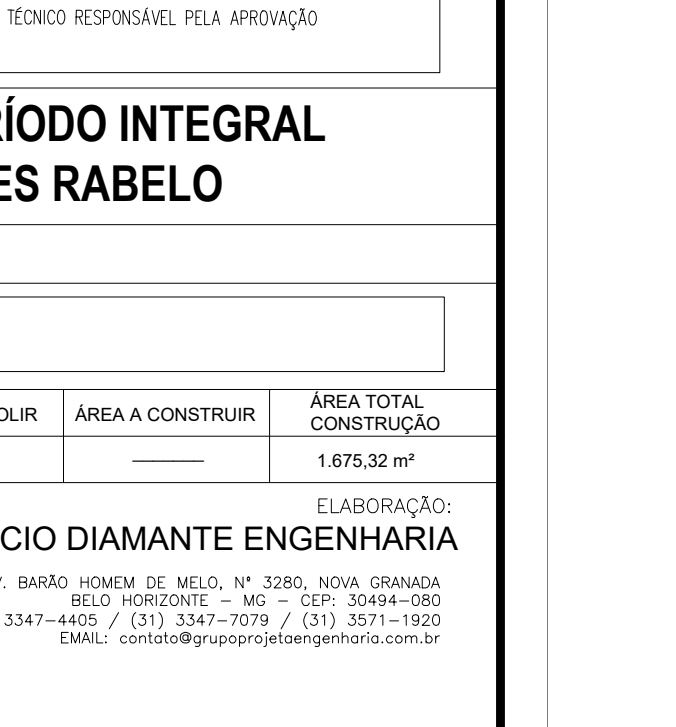 TÉCNICO RESPONSÁVEL PELA APROVAÇÃO
RÍODO INTEGRAL
ES RABELO
OLIR
ÁREA A CONSTRUIR
ÁREA TOTAL
CONSTRUÇÃO
1.675,32 m²
ELABORAÇÃO:
CIO DIAMANTE ENGENHARIA
. BARÃO HOMEM DE MELO, N° 3280, NOVA GRANADA
BELO HORIZONTE – MG – CEP: 30494–080
3347–4405 / (31) 3347–7079 / (31) 3571–1920
EMAIL: contato@grupoprojetaengenharia.com.br